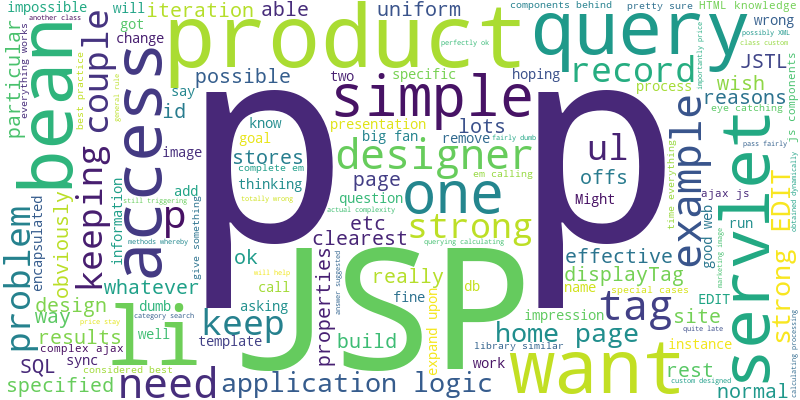 impossible
everything works
particular
bean
problem
keeping
couple
another class
will
got
change
iteration
able
uniform
components behind
pretty sure
HTML knowledge
possibly XML
wrong
class custom
product
query
perfectly ok
record
JSTL
wish
reasons
eye catching
best practice
general rule
access
say
id
possible
two
specific
hoping
process
importantly price
js components
simple
example
know
goal
presentation
big fan
remove
lots
fairly dumb
p p
ul
offs
Might
servlet
ajax js
pass fairly
image
stores
complete em
thinking
designer
page
em calling
question
actual complexity
one
time everything
obtained dynamically
encapsulated
still triggering
add
information
give something
p
totally wrong
strong
etc
clearest
querying calculating
good web
run
EDIT
obviously
methods whereby
ok
asking
JSP
really
effective
displayTag
name
special cases
EDIT
marketing image
whatever
dumb
call
properties
answer suggested
db
fine
tag
site
quite late
strong
design
way
li
well
category search
price stay
will help
keep
template
build
expand upon
home page
impression
instance
calculating processing
results
complex ajax
sync
SQL
considered best
specified
need
application logic
work
library similar
want
rest
custom designed
normal